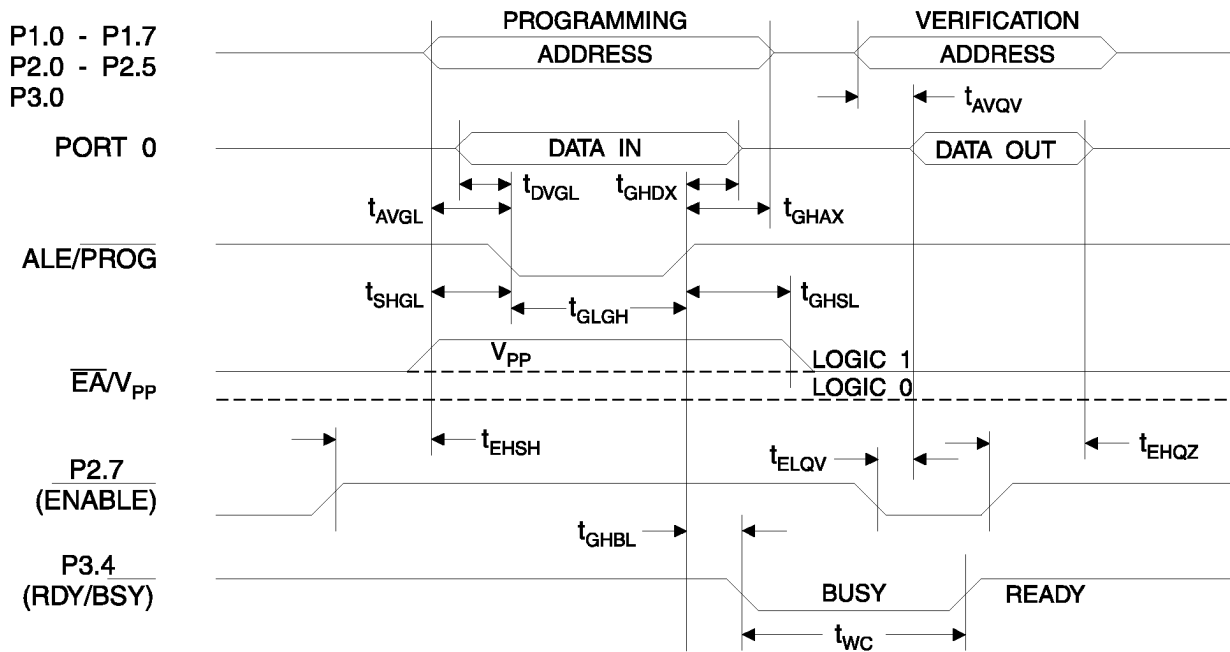 PROGRAMMING
VERIFICATION
P1.0 - P1.7
P2.0 - P2.5
P3.0
ADDRESS
ADDRESS
tAVQV
PORT 0
DATA IN
DATA OUT
tDVGL
tGHDX
tAVGL
tGHAX
ALE/PROG
tSHGL
tGLGH
tGHSL
EA/VPP
VPP
LOGIC 1
LOGIC 0
tEHSH
tELQV
tEHQZ
P2.7
(ENABLE)
tGHBL
P3.4
(RDY/BSY)
BUSY
READY
tWC